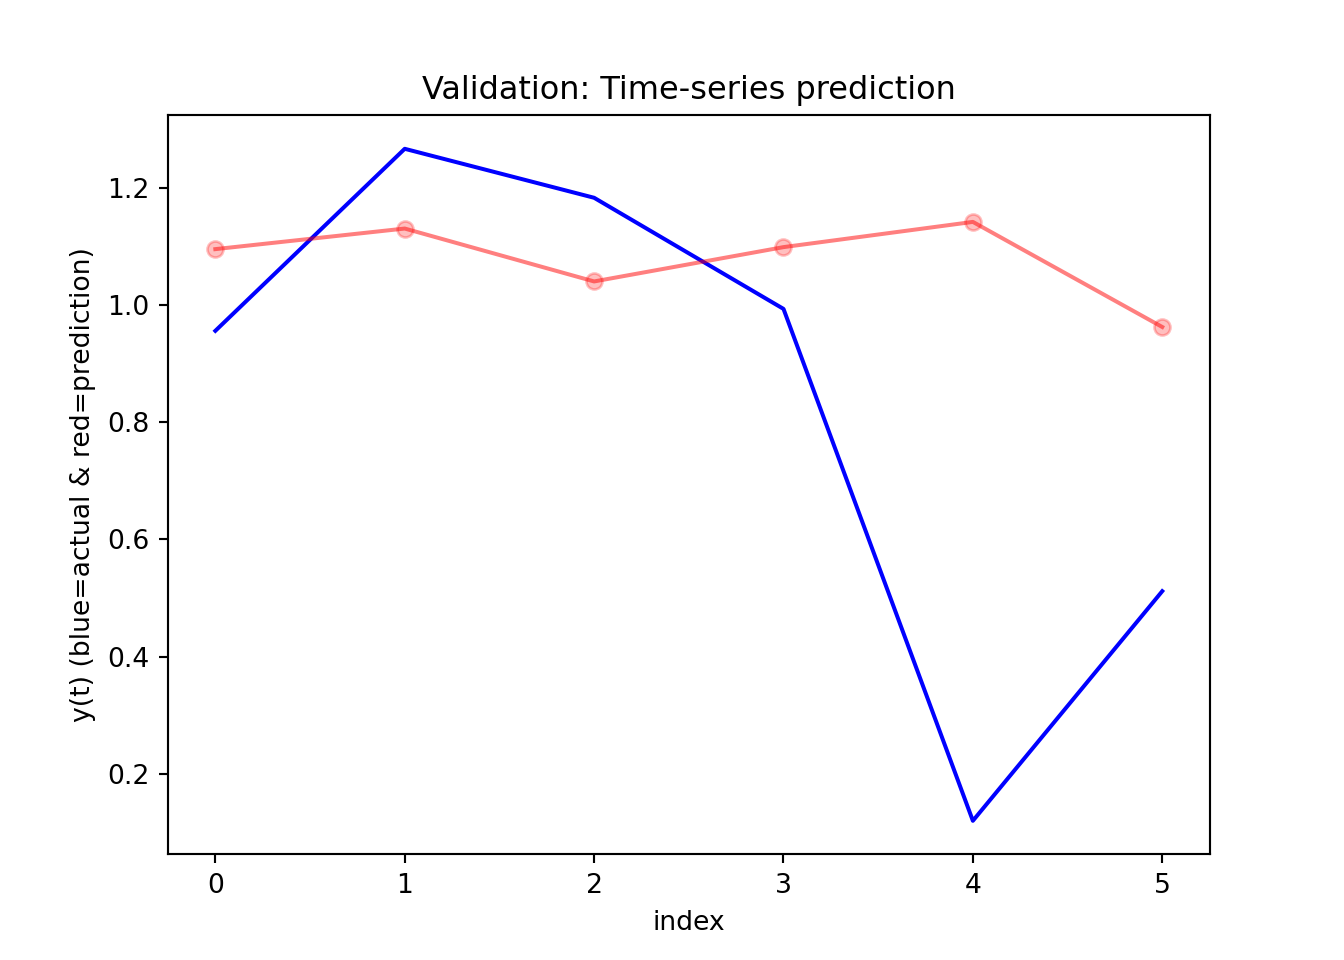 Validation: Time-series prediction
y(t) (blue=actual & red=prediction)
1.2
1.0
0.8
0.6
0.4
0.2
0 1 2 3 4 5
index